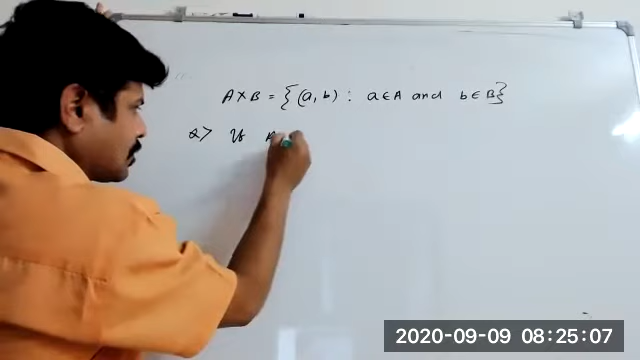 A×B = {(a, b) : a∈A and b∈B}
Q> If A
2020-09-09 08:25:07